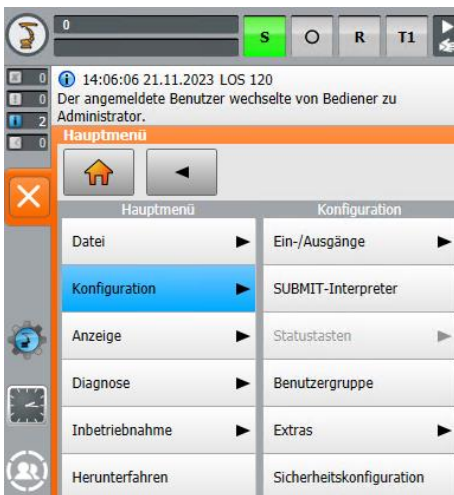 0
S O R T1
0
0
2
0
14:06:06 21.11.2023 LOS 120
Der angemeldete Benutzer wechselte von Bediener zu
Administrator.
Hauptmenü
Hauptmenü
Konfiguration
Datei
Konfiguration
Anzeige
Diagnose
Inbetriebnahme
Herunterfahren
Ein-/Ausgänge
SUBMIT-Interpreter
Statustasten
Benutzergruppe
Extras
Sicherheitskonfiguration